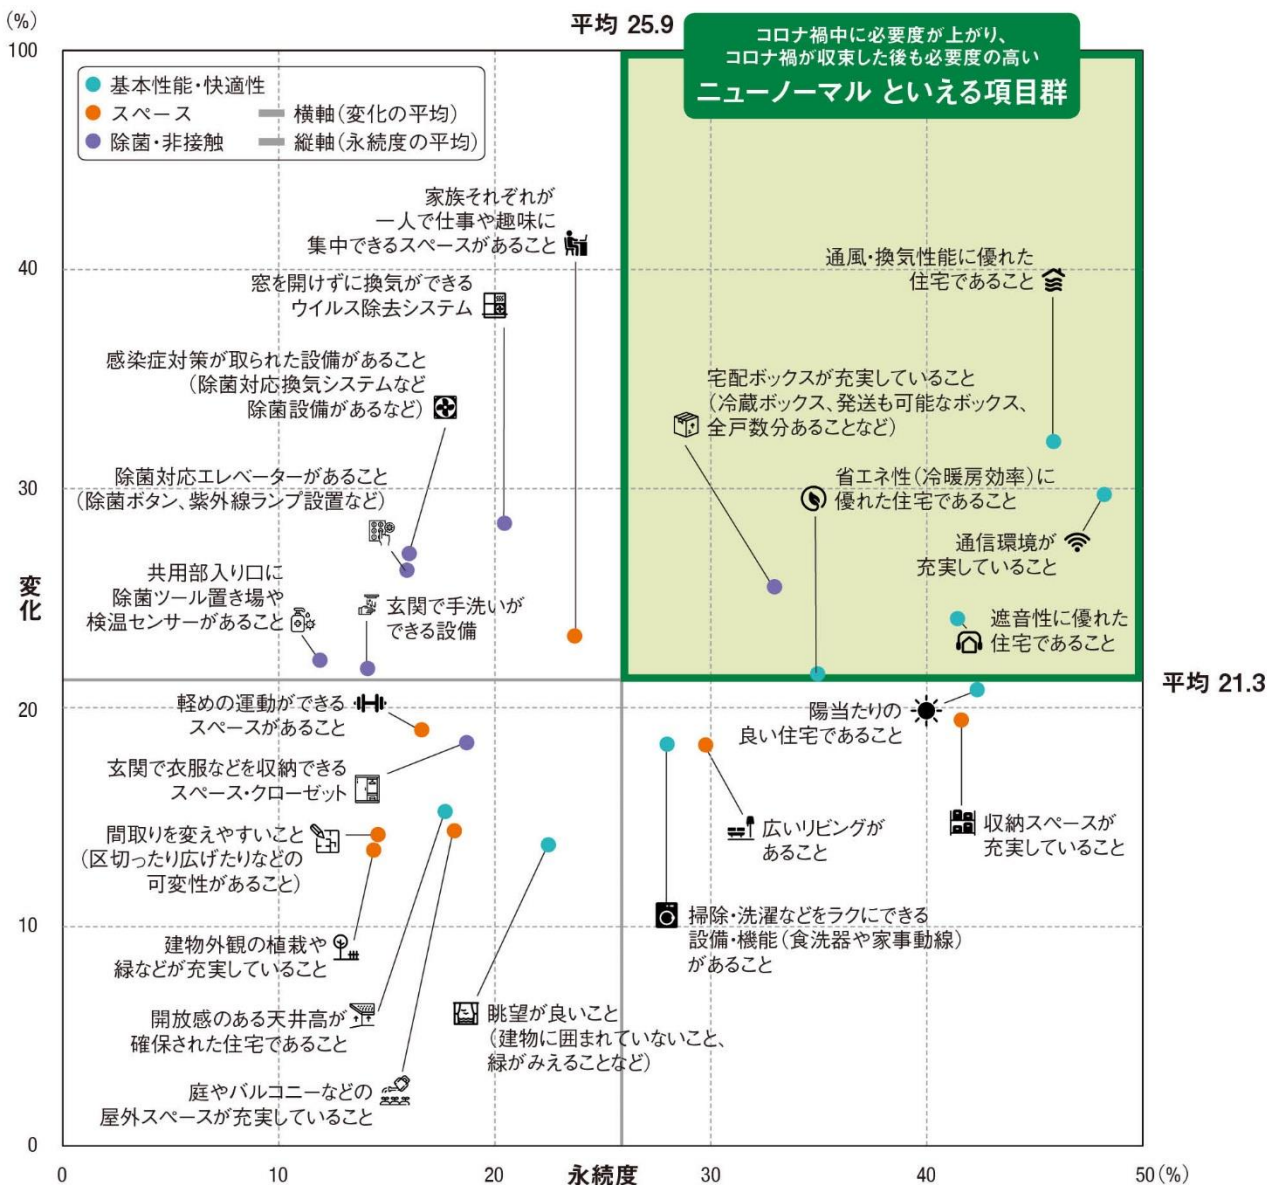 (%)
平均 25.9
コロナ禍中に必要度が上がり、
コロナ禍が収束した後も必要度の高い
ニューノーマル といえる項目群
100
基本性能・快適性
スペース
横軸(変化の平均)
除菌・非接触
縦軸(永続度の平均)
家族それぞれが
一人で仕事や趣味に
集中できるスペースがあること
通風・換気性能に優れた
住宅であること
40
窓を開けずに換気ができる
ウイルス除去システム
感染症対策が取られた設備があること
(除菌対応換気システムなど
除菌設備があるなど)
宅配ボックスが充実していること
(冷蔵ボックス、発送も可能なボックス、
全戸数分あることなど)
除菌対応エレベーターがあること
(除菌ボタン、紫外線ランプ設置など)
省エネ性(冷暖房効率)に
優れた住宅であること
30
通信環境が
充実していること
変化
共用部入り口に
除菌ツール置き場や
検温センサーがあること
玄関で手洗いが
できる設備
遮音性に優れた
住宅であること
平均 21.3
20
軽めの運動ができる
スペースがあること
陽当たりの
良い住宅であること
玄関で衣服などを収納できる
スペース・クローゼット
間取りを変えやすいこと
(区切ったり広げたりなどの
可変性があること)
広いリビングが
あること
収納スペースが
充実していること
10
掃除・洗濯などをラクにできる
設備・機能(食洗器や家事動線)
があること
建物外観の植栽や
緑などが充実していること
開放感のある天井高が
確保された住宅であること
眺望が良いこと
(建物に囲まれていないこと、
緑がみえることなど)
庭やバルコニーなどの
屋外スペースが充実していること
0
0
10
20
永続度
30
40
50(%)